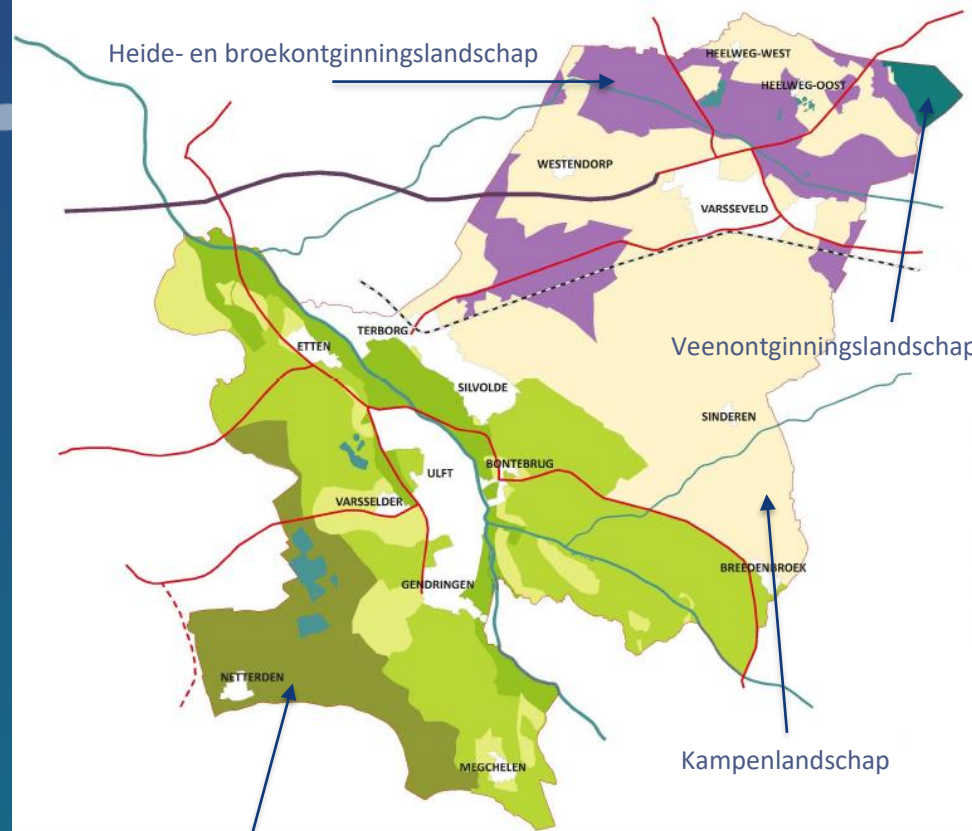 Heide- en broekontginningslandschap
HEELWEG-WEST
HEELWEG-OOST
WESTENDORP
VARSSEVELD
TERBORG
ETTEN
Veenontginningslandschap
SILVOLDE
SINDEREN
BONTEBRUG
ULFT
VARSSELDER
BREEDENBROEK
GENDRINGEN
NETTERDEN
Kampenlandschap
MEGCHELEN